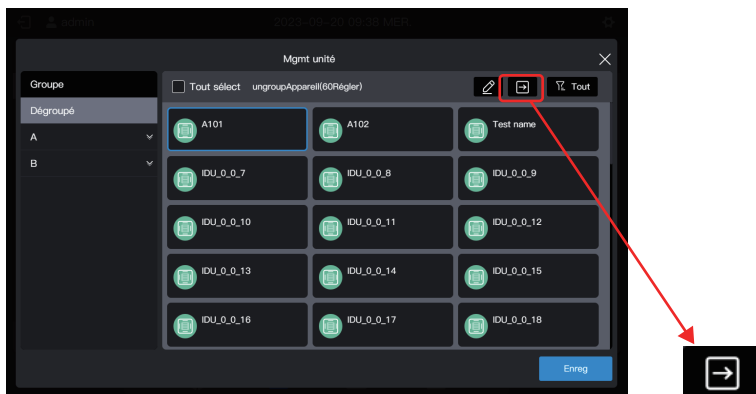 admin 2023-09-20 09:38 MER.
Mgmt unité
Groupe
Tout sélect ungroupAppareil(60Régler) Tout
Dégroupé
A
B
A101 A102 Test name
IDU_0_0_7 IDU_0_0_8 IDU_0_0_9
IDU_0_0_10 IDU_0_0_11 IDU_0_0_12
IDU_0_0_13 IDU_0_0_14 IDU_0_0_15
IDU_0_0_16 IDU_0_0_17 IDU_0_0_18
Enreg